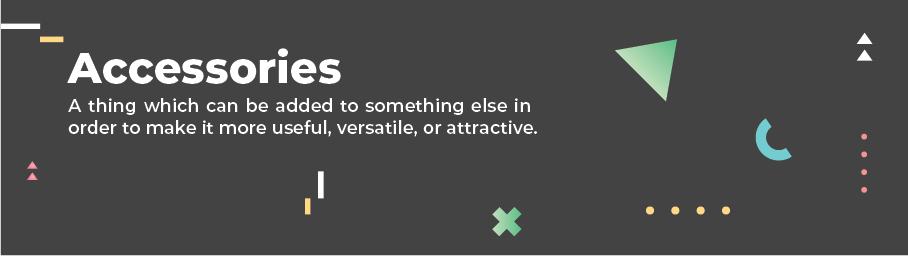 Accessories
A thing which can be added to something else in
order to make it more useful, versatile, or attractive.